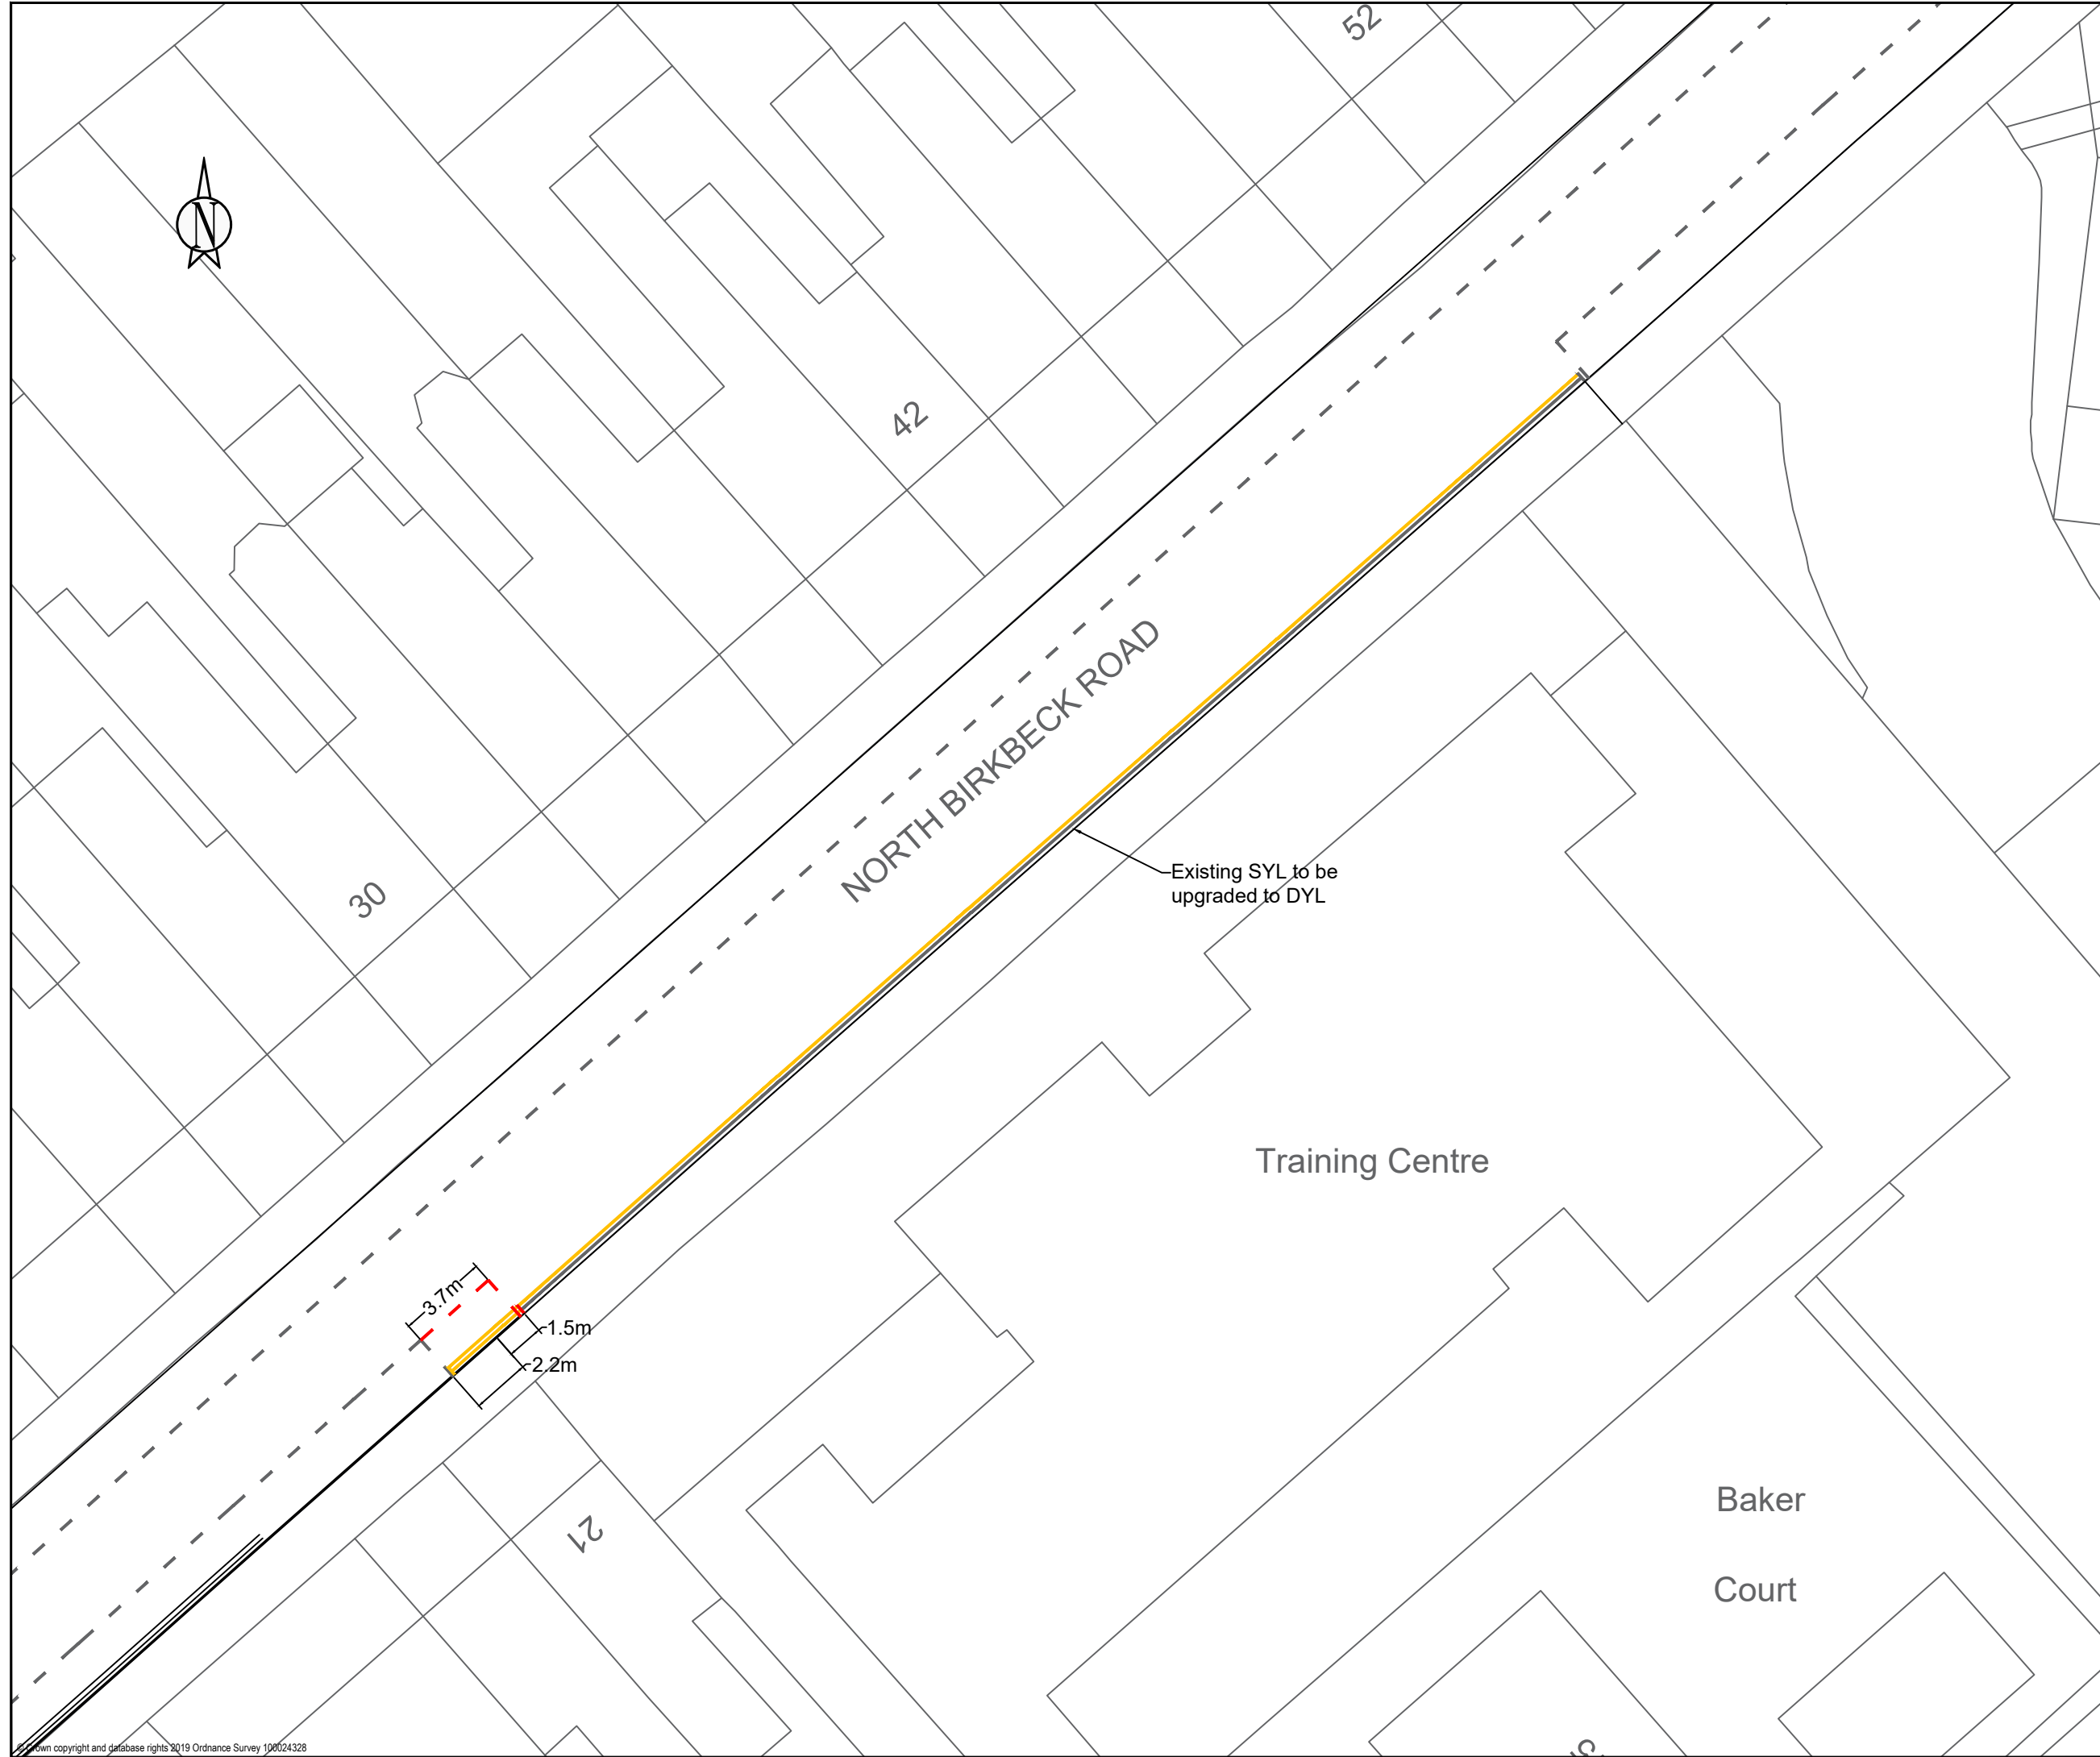 52
N
42
NORTH BIRKBECK ROAD
Existing SYL to be
upgraded to DYL
30
Training Centre
3.7m
1.5m
2.2m
21
Baker
Court
© Crown copyright and database rights 2019 Ordnance Survey 100024328